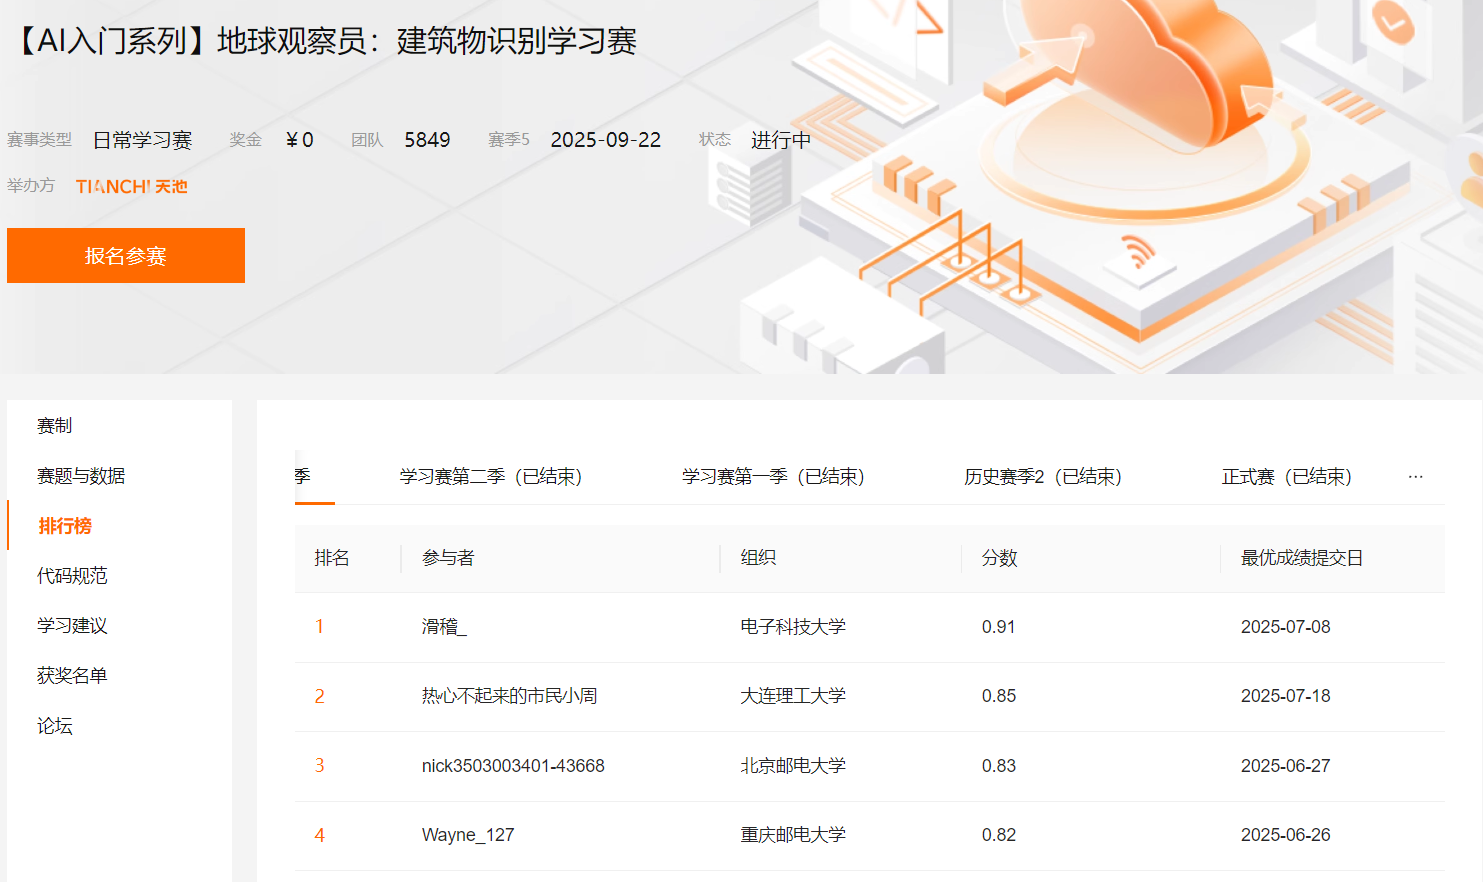 【AI入门系列】地球观察员：建筑物识别学习赛
赛事类型 日常学习赛 奖金 ￥0 团队 5849 赛季5 2025-09-22 状态 进行中
举办方 TIANCHI 天池
报名参赛
赛制
赛题与数据
排行榜
代码规范
学习建议
获奖名单
论坛
季 学习赛第二季（已结束） 学习赛第一季（已结束） 历史赛季2（已结束） 正式赛（已结束） ···
排名 参与者 组织 分数 最优成绩提交日
1 滑稽_ 电子科技大学 0.91 2025-07-08
2 热心不起来的市民小周 大连理工大学 0.85 2025-07-18
3 nick3503003401-43668 北京邮电大学 0.83 2025-06-27
4 Wayne_127 重庆邮电大学 0.82 2025-06-26